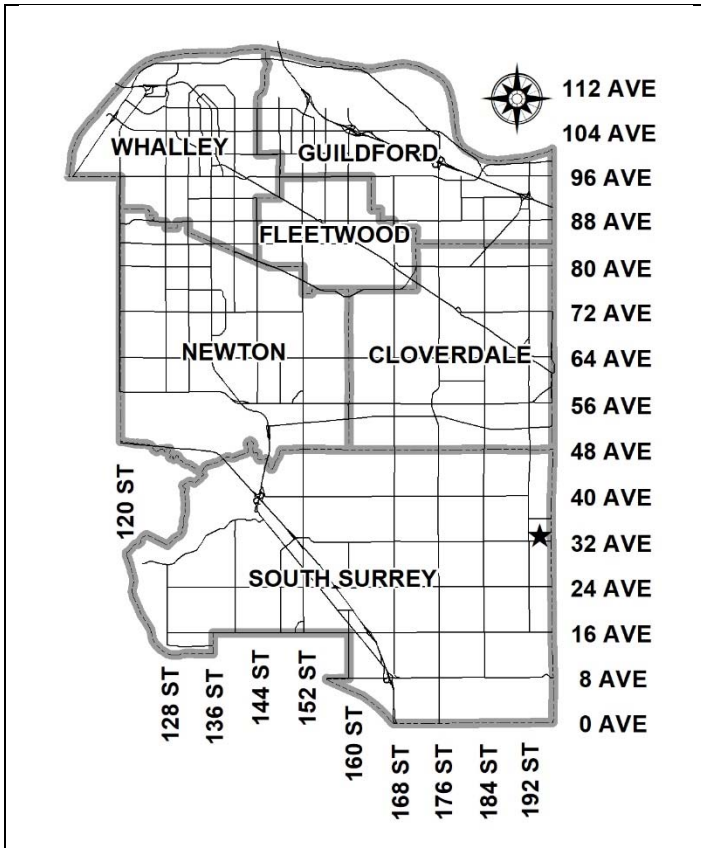 112 AVE
104 AVE
WHALLEY
GUILDFORD
96 AVE
88 AVE
FLEETWOOD
80 AVE
72 AVE
NEWTON
CLOVERDALE
64 AVE
56 AVE
48 AVE
120 ST
40 AVE
32 AVE
SOUTH SURREY
24 AVE
16 AVE
8 AVE
0 AVE
128 ST
136 ST
144 ST
152 ST
160 ST
168 ST
176 ST
184 ST
192 ST